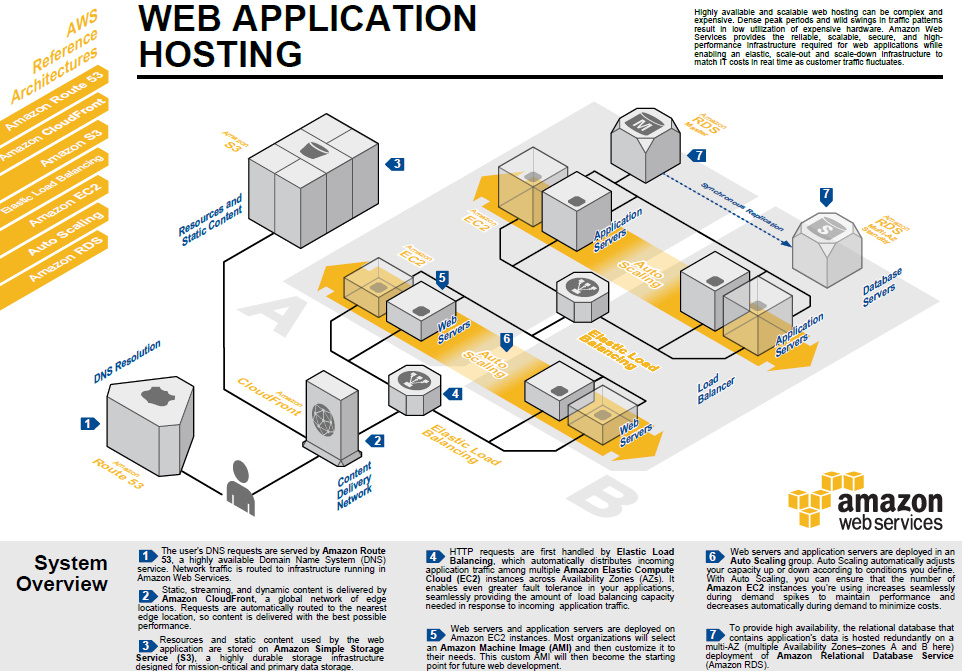 AWS
Reference
Architectures
Amazon Route 53
Amazon CloudFront
Amazon S3
Elastic Load Balancing
Amazon EC2
Auto Scaling
Amazon RDS
WEB APPLICATION
HOSTING
Highly available and scalable web hosting can be complex and
expensive. Dense peak periods and wild swings in traffic patterns
result in low utilization of expensive hardware. Amazon Web
Services provides the reliable, scalable, secure, and high-
performance infrastructure required for web applications while
enabling an elastic, scale-out and scale-down infrastructure to
match IT costs in real time as customer traffic fluctuates.
Amazon
S3
3
Resources and
Static Content
M
Amazon
RDS
Master
7
Synchronous Replication
7
S
Amazon
RDS
Multi-AZ
Standby
Database
Servers
Amazon
EC2
Application
Servers
Auto
Scaling
Application
Servers
Elastic Load
Balancing
Load
Balancer
A
Amazon
EC2
5
Web
Servers
6
Auto
Scaling
Web
Servers
B
DNS Resolution
1
Amazon
Route 53
Amazon
CloudFront
2
Content
Delivery
Network
4
Elastic Load
Balancing
amazon
web services
System
Overview
1 The user's DNS requests are served by Amazon Route
53, a highly available Domain Name System (DNS)
service. Network traffic is routed to infrastructure running in
Amazon Web Services.
2 Static, streaming, and dynamic content is delivered by
Amazon CloudFront, a global network of edge
locations. Requests are automatically routed to the nearest
edge location, so content is delivered with the best possible
performance.
3 Resources and static content used by the web
application are stored on Amazon Simple Storage
Service (S3), a highly durable storage infrastructure
designed for mission-critical and primary data storage.
4 HTTP requests are first handled by Elastic Load
Balancing, which automatically distributes incoming
application traffic among multiple Amazon Elastic Compute
Cloud (EC2) instances across Availability Zones (AZs). It
enables even greater fault tolerance in your applications,
seamlessly providing the amount of load balancing capacity
needed in response to incoming application traffic.
5 Web servers and application servers are deployed on
Amazon EC2 instances. Most organizations will select
an Amazon Machine Image (AMI) and then customize it to
their needs. This custom AMI will then become the starting
point for future web development.
6 Web servers and application servers are deployed in an
Auto Scaling group. Auto Scaling automatically adjusts
your capacity up or down according to conditions you define.
With Auto Scaling, you can ensure that the number of
Amazon EC2 instances you're using increases seamlessly
during demand spikes to maintain performance and
decreases automatically during demand to minimize costs.
7 To provide high availability, the relational database that
contains application's data is hosted redundantly on a
multi-AZ (multiple Availability Zones–zones A and B here)
deployment of Amazon Relational Database Service
(Amazon RDS).